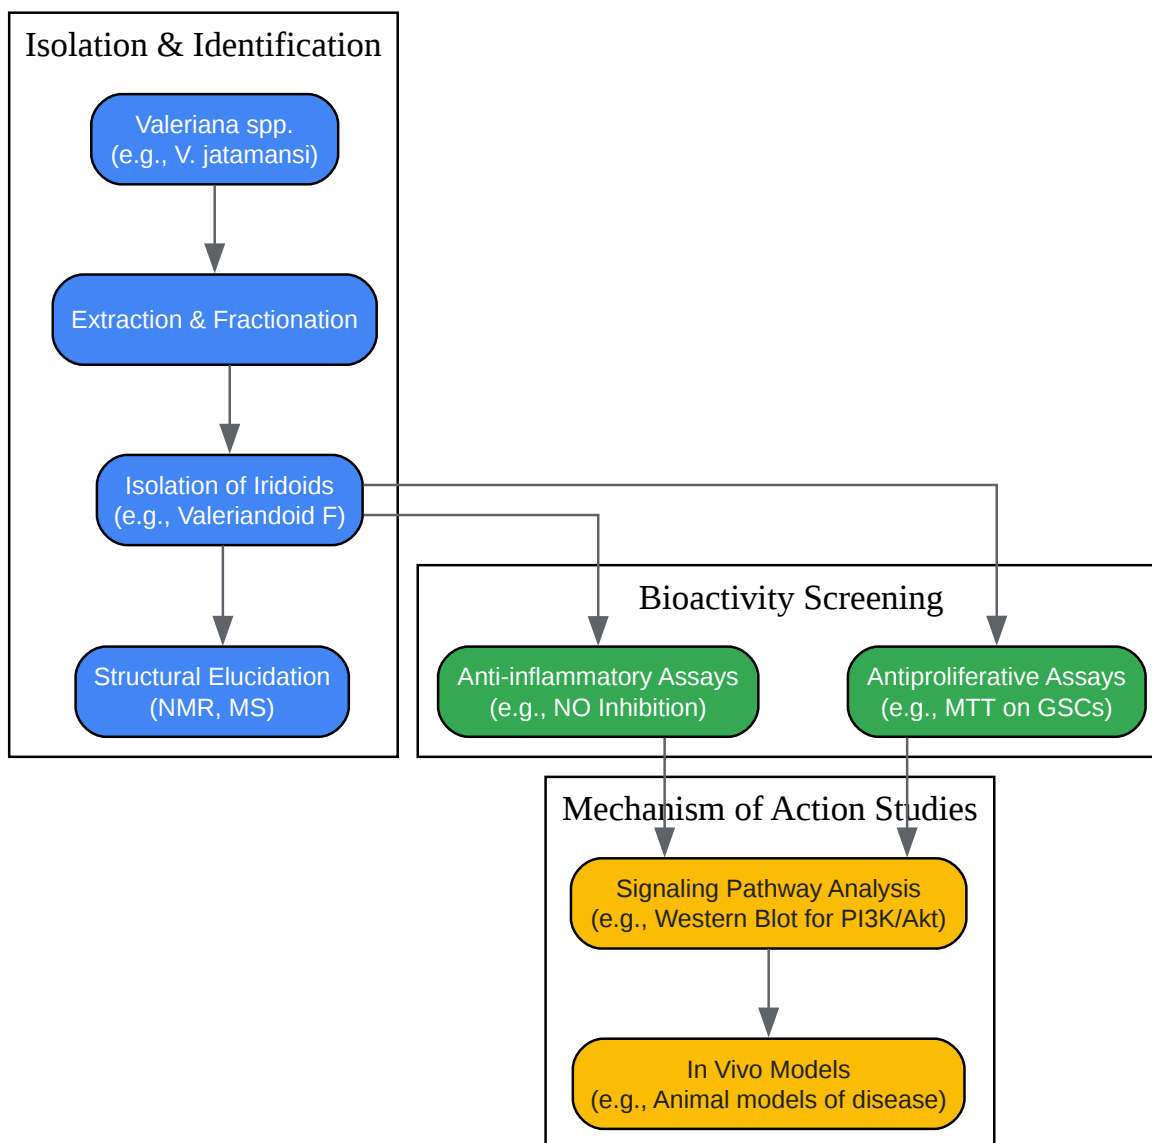 Isolation & Identification
Valeriana spp.
(e.g., V. jatamansi)
Extraction & Fractionation
Isolation of Iridoids
(e.g., Valeriandoid F)
Structural Elucidation
(NMR, MS)
Bioactivity Screening
Anti-inflammatory Assays
(e.g., NO Inhibition)
Antiproliferative Assays
(e.g., MTT on GSCs)
Mechanism of Action Studies
Signaling Pathway Analysis
(e.g., Western Blot for PI3K/Akt)
In Vivo Models
(e.g., Animal models of disease)